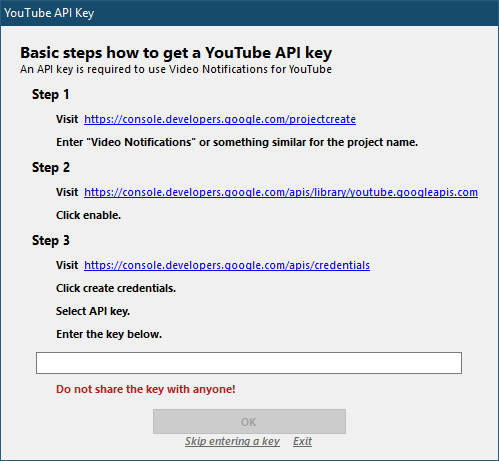 YouTube API Key
Basic steps how to get a YouTube API key
An API key is required to use Video Notifications for YouTube
Step 1
Visit https://console.developers.google.com/projectcreate
Enter "Video Notifications" or something similar for the project name.
Step 2
Visit https://console.developers.google.com/apis/library/youtube.googleapis.com
Click enable.
Step 3
Visit https://console.developers.google.com/apis/credentials
Click create credentials.
Select API key.
Enter the key below.
Do not share the key with anyone!
OK
Skip entering a key Exit